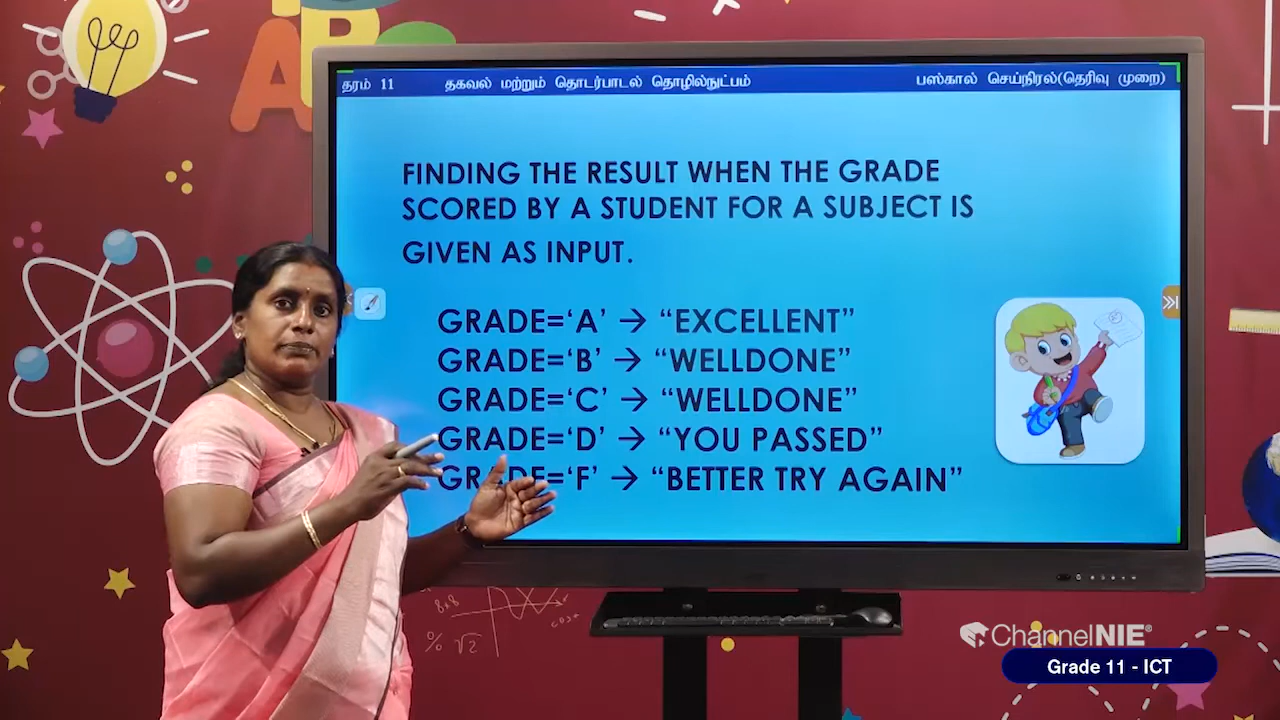 தரம் 11 தகவல் மற்றும் தொடர்பாடல் தொழில்நுட்பம் பஸ்கால் செய்நிரல்(தெரிவு முறை)
FINDING THE RESULT WHEN THE GRADE
SCORED BY A STUDENT FOR A SUBJECT IS
GIVEN AS INPUT.
GRADE=‘A’ → “EXCELLENT”
GRADE=‘B’ → “WELLDONE”
GRADE=‘C’ → “WELLDONE”
GRADE=‘D’ → “YOU PASSED”
GRADE=‘F’ → “BETTER TRY AGAIN”
ChannelNIE®
Grade 11 - ICT
A B
% √2